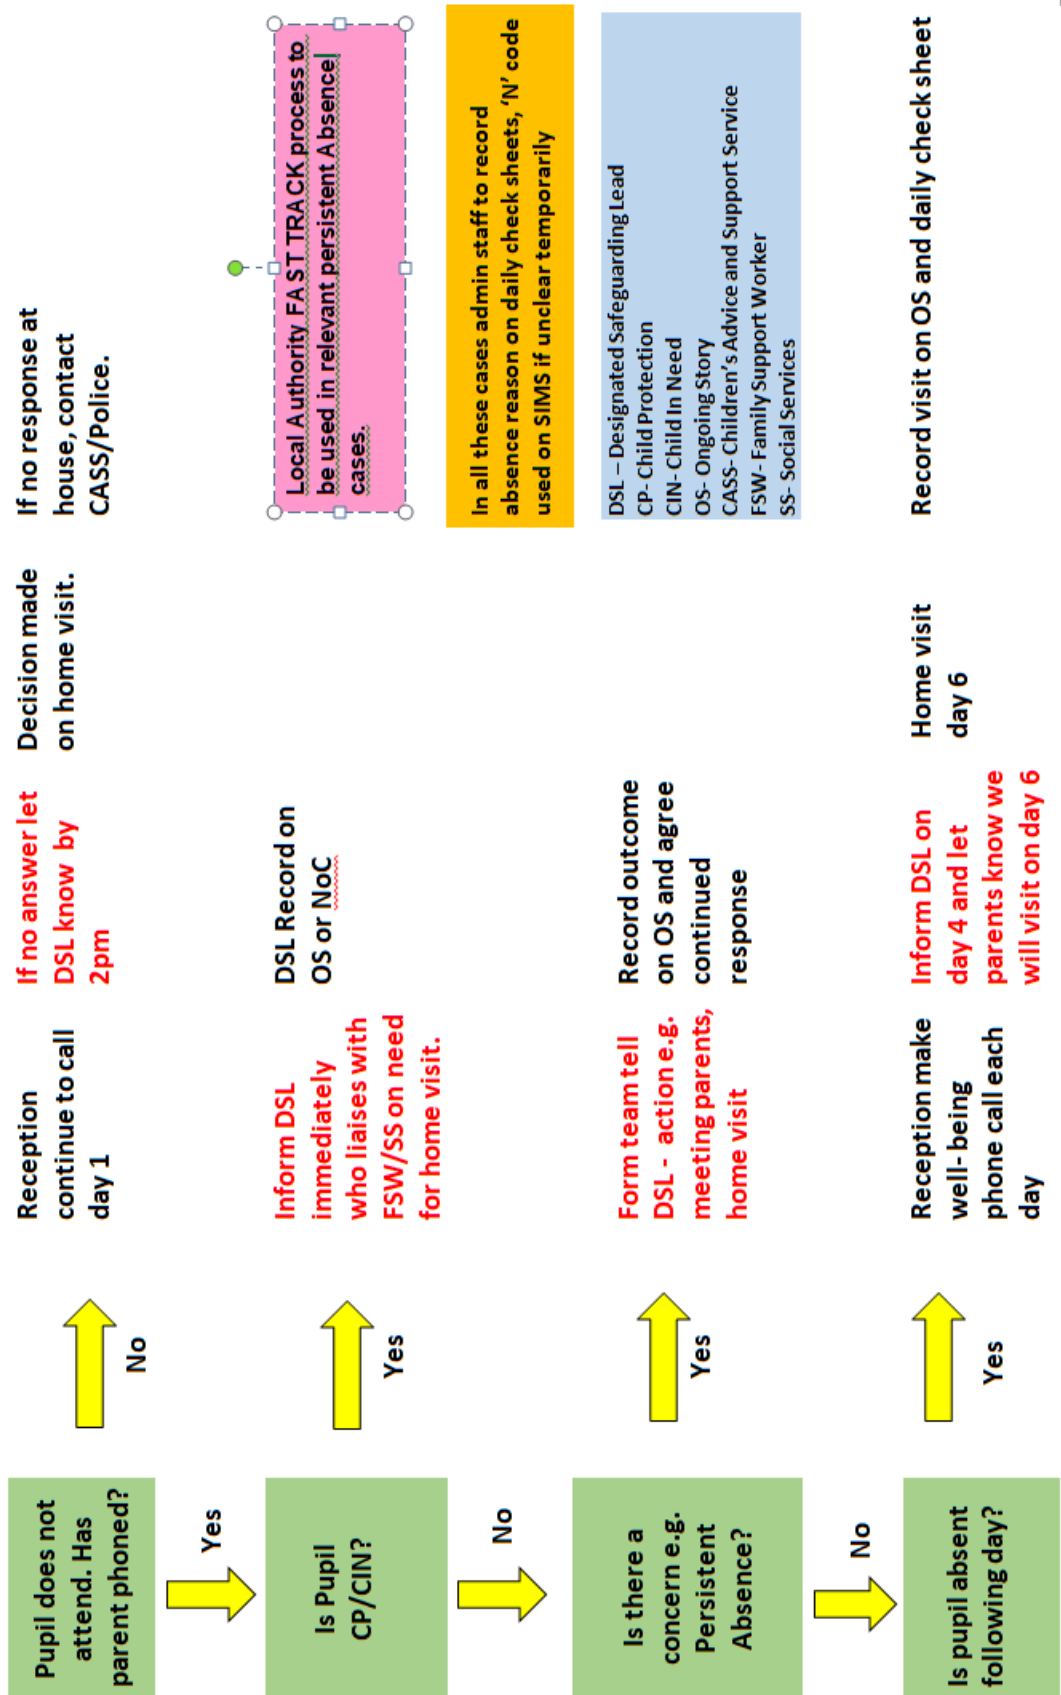 Pupil does not
attend. Has
parent phoned?
No
Reception
continue to call
day 1
If no answer let
DSL know by
2pm
Decision made
on home visit.
If no response at
house, contact
CASS/Police.
Yes
Is Pupil
CP/CIN?
Yes
Inform DSL
immediately
who liaises with
FSW/SS on need
for home visit.
DSL Record on
OS or NoC
Local Authority FAST TRACK process to
be used in relevant persistent Absence
cases.
In all these cases admin staff to record
absence reason on daily check sheets, ‘N’ code
used on SIMS if unclear temporarily
No
Is there a
concern e.g.
Persistent
Absence?
Yes
Form team tell
DSL - action e.g.
meeting parents,
home visit
Record outcome
on OS and agree
continued
response
DSL – Designated Safeguarding Lead
CP- Child Protection
CIN- Child In Need
OS- Ongoing Story
CASS- Children’s Advice and Support Service
FSW- Family Support Worker
SS- Social Services
No
Is pupil absent
following day?
Yes
Reception make
well- being
phone call each
day
Inform DSL on
day 4 and let
parents know we
will visit on day 6
Home visit
day 6
Record visit on OS and daily check sheet